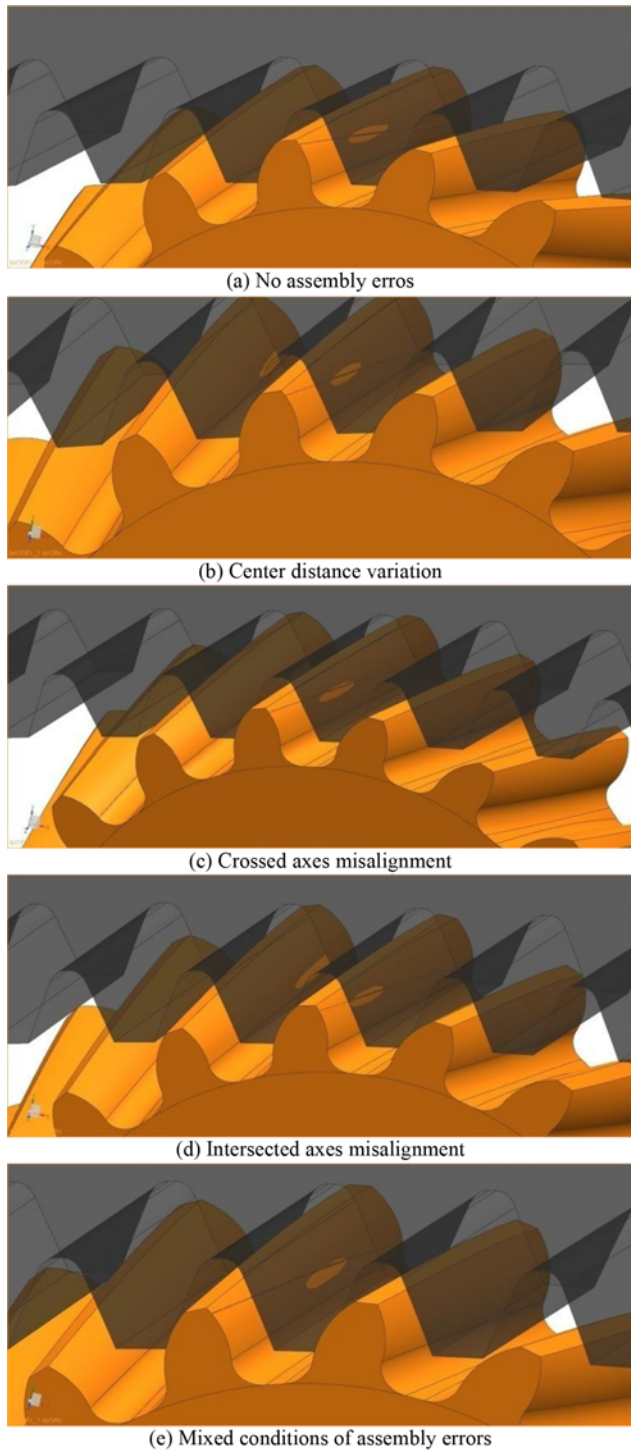 (a) No assembly erros
(b) Center distance variation
(c) Crossed axes misalignment
(d) Intersected axes misalignment
(e) Mixed conditions of assembly errors